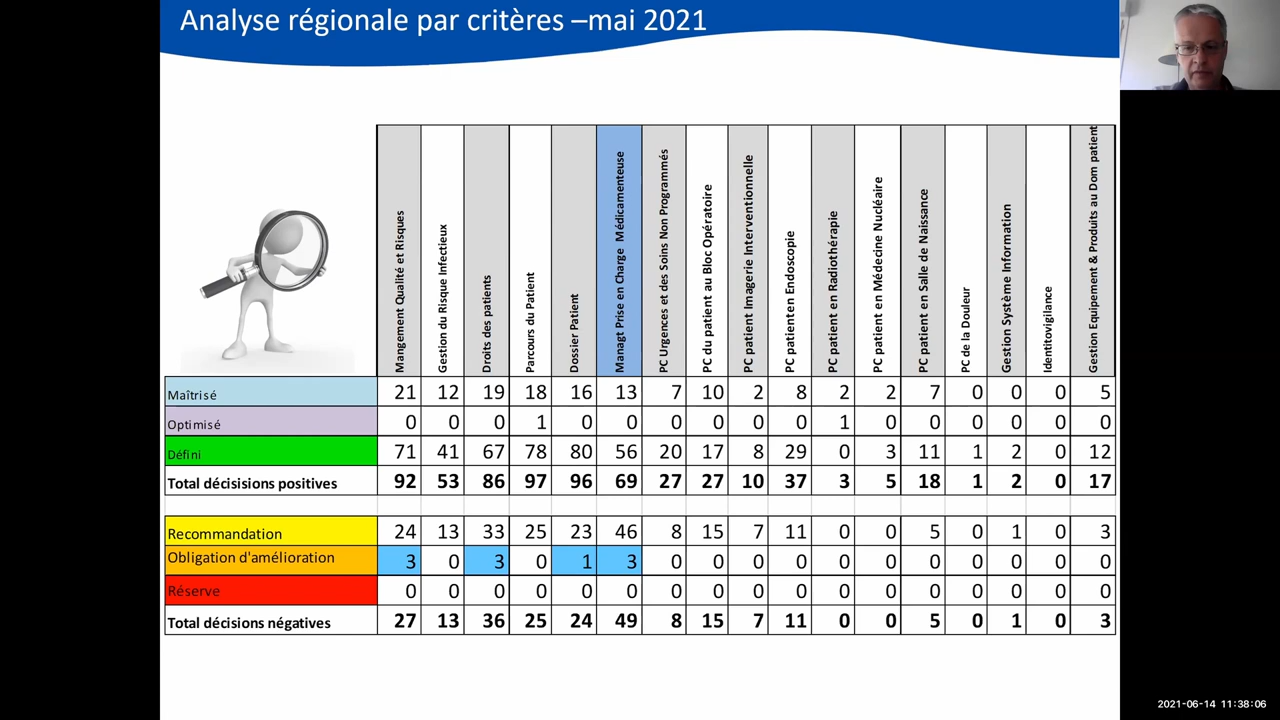 Analyse régionale par critères –mai 2021
Mangement Qualité et Risques
Gestion du Risque Infectieux
Droits des patients
Parcours du Patient
Dossier Patient
Managt Prise en Charge Médicamenteuse
PC Urgences et des Soins Non Programmés
PC du patient au Bloc Opératoire
PC patient Imagerie Interventionnelle
PC patienten Endoscopie
PC patient en Radiothérapie
PC patient en Médecine Nucléaire
PC patient en Salle de Naissance
PC de la Douleur
Gestion Système Information
Identitovigilance
Gestion Equipement & Produits au Dom patient
Maîtrisé 21 12 19 18 16 13 7 10 2 8 2 2 7 0 0 0 5
Optimisé 0 0 0 1 0 0 0 0 0 0 1 0 0 0 0 0 0
Défini 71 41 67 78 80 56 20 17 8 29 0 3 11 1 2 0 12
Total décisisions positives 92 53 86 97 96 69 27 27 10 37 3 5 18 1 2 0 17
Recommandation 24 13 33 25 23 46 8 15 7 11 0 0 5 0 1 0 3
Obligation d'amélioration 3 0 3 0 1 3 0 0 0 0 0 0 0 0 0 0 0
Réserve 0 0 0 0 0 0 0 0 0 0 0 0 0 0 0 0 0
Total décisions négatives 27 13 36 25 24 49 8 15 7 11 0 0 5 0 1 0 3
2021-06-14 11:38:06